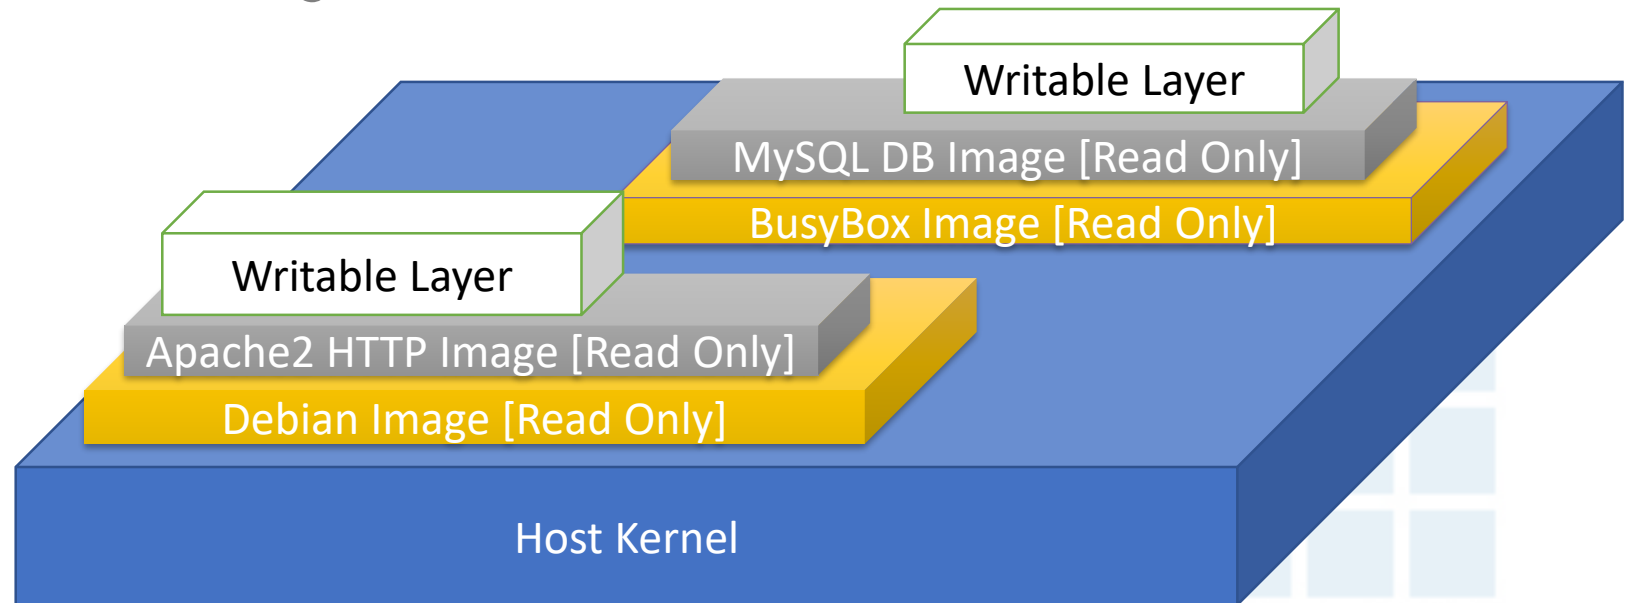 Writable Layer
MySQL DB Image [Read Only]
BusyBox Image [Read Only]
Writable Layer
Apache2 HTTP Image [Read Only]
Debian Image [Read Only]
Host Kernel